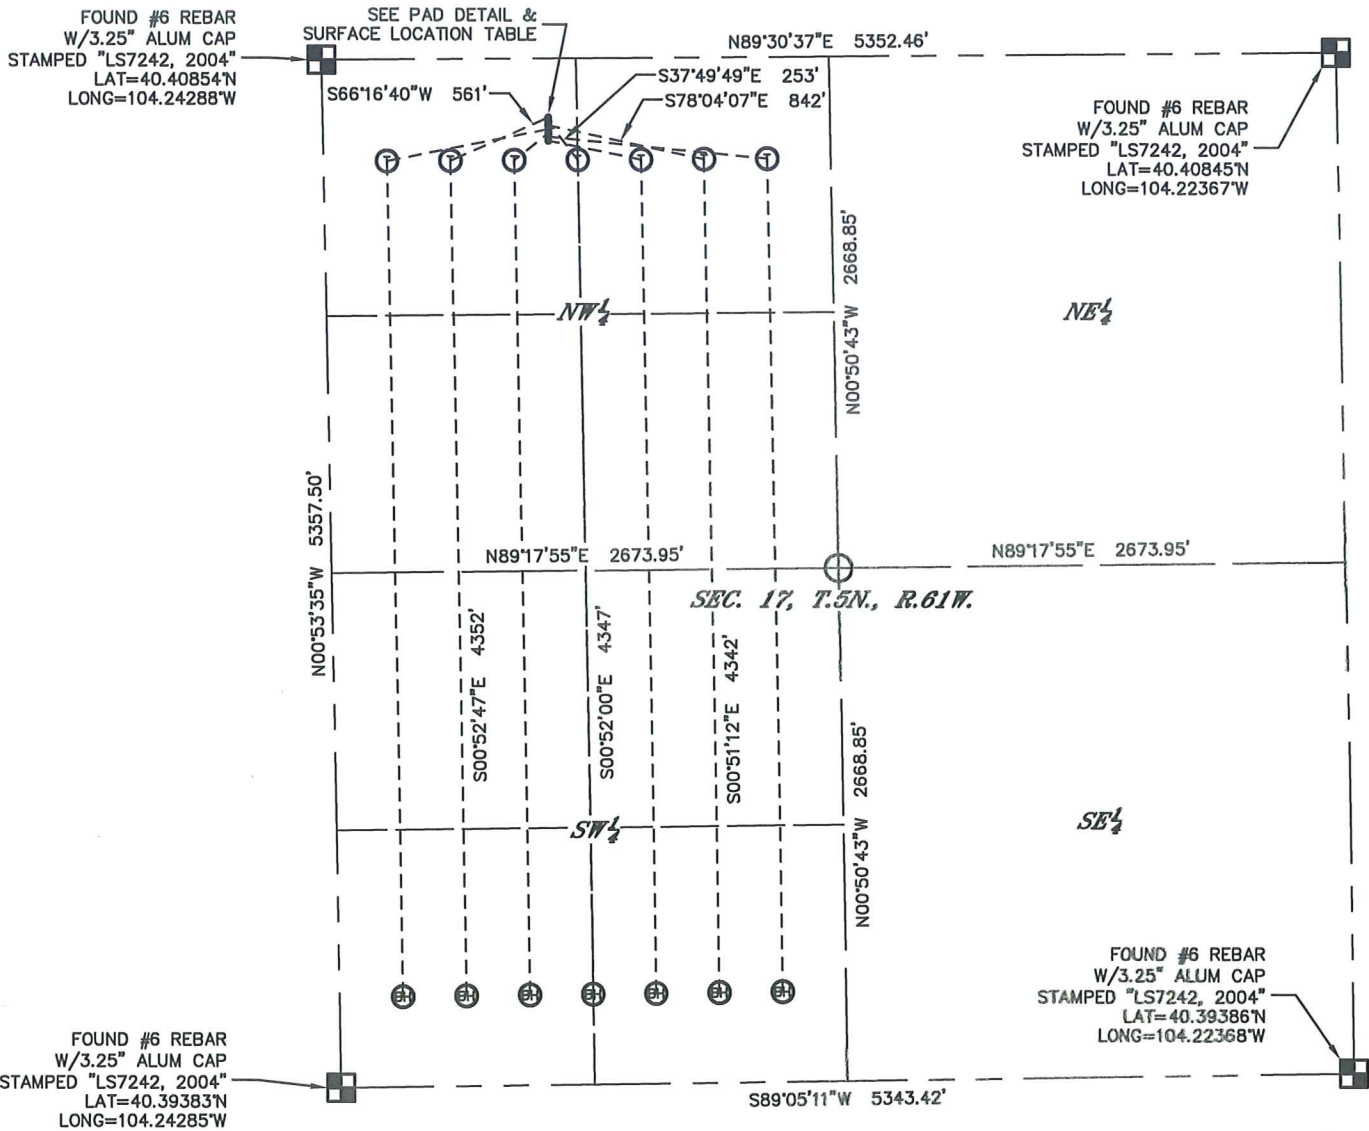 FOUND #6 REBAR
W/3.25" ALUM CAP
STAMPED "LS7242, 2004"
LAT=40.40854°N
LONG=104.24288°W
SEE PAD DETAIL &
SURFACE LOCATION TABLE
N89°30'37"E 5352.46'
S66°16'40"W 561'
S37°49'49"E 253'
S78°04'07"E 842'
FOUND #6 REBAR
W/3.25" ALUM CAP
STAMPED "LS7242, 2004"
LAT=40.40845°N
LONG=104.22367°W
T T T T T T T
N00°50'43"W 2668.85'
NW¼
NE¼
N00°53'35"W 5357.50'
N89°17'55"E 2673.95'
N89°17'55"E 2673.95'
SEC. 17, T.5N., R.61W.
S00°52'47"E 4352'
S00°52'00"E 4347'
S00°51'12"E 4342'
N00°50'43"W 2668.85'
SW¼
SE¼
BH BH BH BH BH BH BH
FOUND #6 REBAR
W/3.25" ALUM CAP
STAMPED "LS7242, 2004"
LAT=40.39386°N
LONG=104.22368°W
FOUND #6 REBAR
W/3.25" ALUM CAP
STAMPED "LS7242, 2004"
LAT=40.39383°N
LONG=104.24285°W
S89°05'11"W 5343.42'